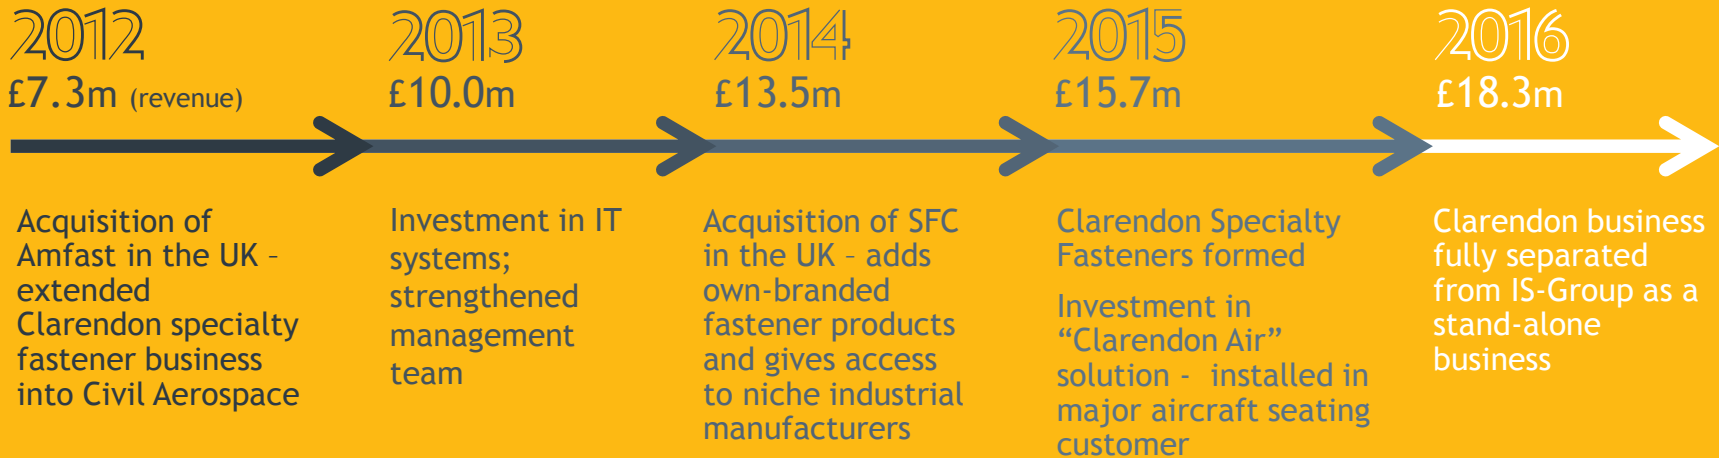 2012
£7.3m (revenue)
Acquisition of
Amfast in the UK –
extended
Clarendon specialty
fastener business
into Civil Aerospace
2013
£10.0m
Investment in IT
systems;
strengthened
management
team
2014
£13.5m
Acquisition of SFC
in the UK – adds
own-branded
fastener products
and gives access
to niche industrial
manufacturers
2015
£15.7m
Clarendon Specialty
Fasteners formed
Investment in
“Clarendon Air”
solution - installed in
major aircraft seating
customer
2016
£18.3m
Clarendon business
fully separated
from IS-Group as a
stand-alone
business